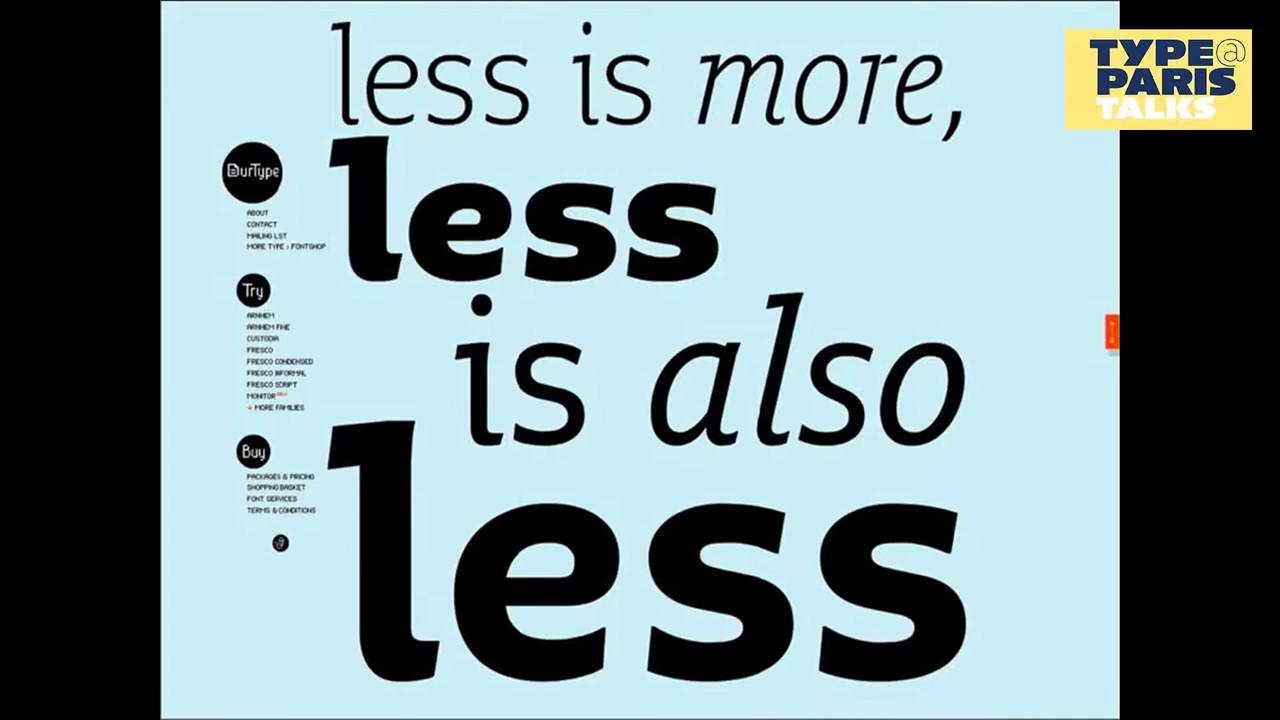 less is more,
less
is also
less
OurType
ABOUT
CONTACT
MAILING LIST
MORE TYPE > FONTSHOP
Try
ARNHEM
ARNHEM FINE
CUSTODIA
FRESCO
FRESCO CONDENSED
FRESCO INFORMAL
FRESCO SCRIPT
MONITOR
+ MORE FAMILIES
Buy
PACKAGES & PRICING
SHOPPING BASKET
FONT SERVICES
TERMS & CONDITIONS
TYPE@
PARIS
TALKS